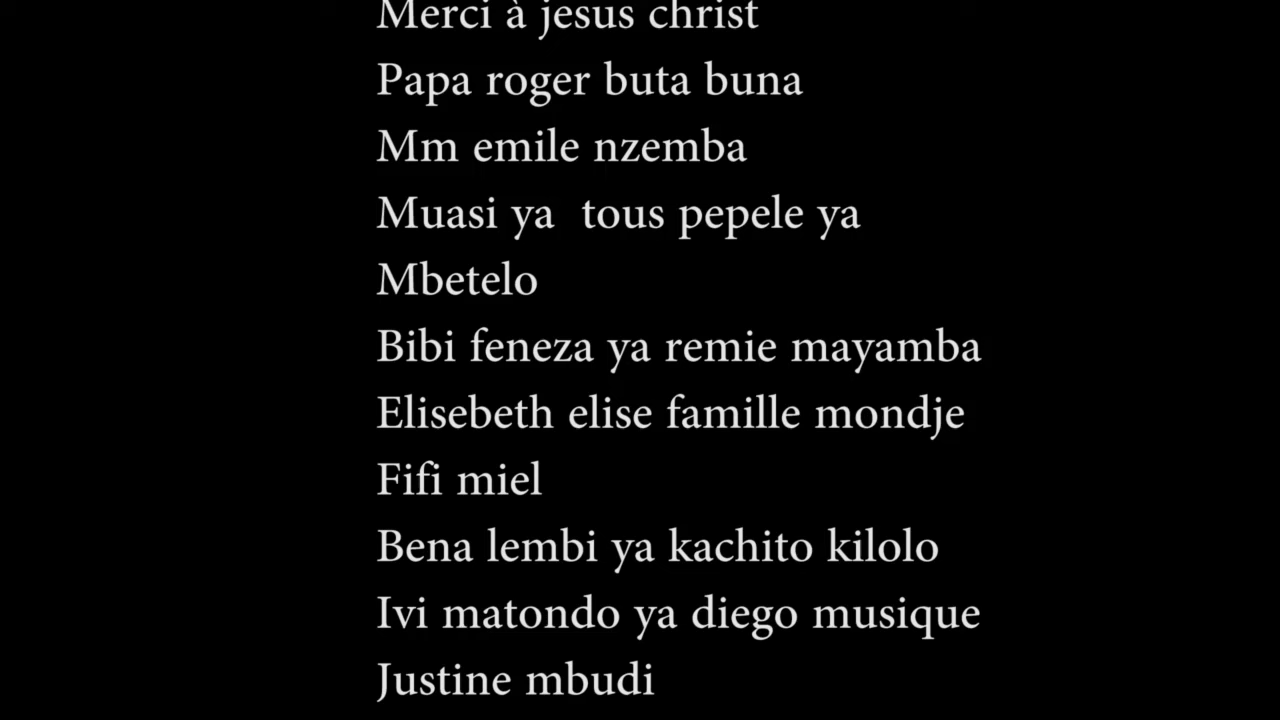 Merci à jesus christ
Papa roger buta buna
Mm emile nzemba
Muasi ya  tous pepele ya
Mbetelo
Bibi feneza ya remie mayamba
Elisebeth elise famille mondje
Fifi miel
Bena lembi ya kachito kilolo
Ivi matondo ya diego musique
Justine mbudi